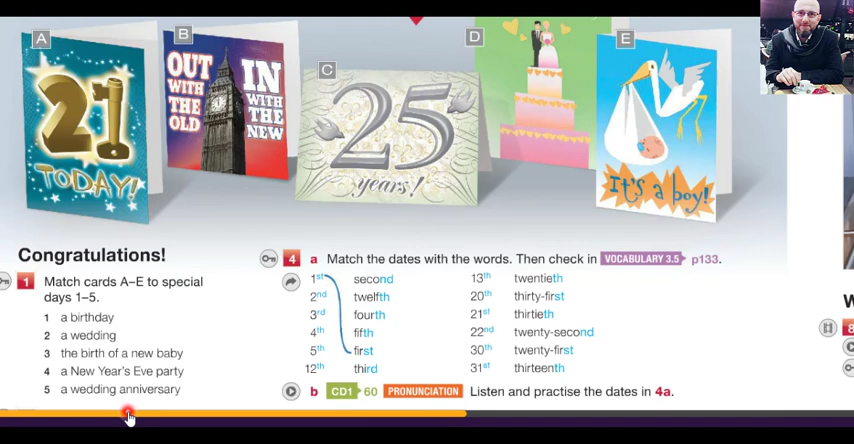 A
21
TODAY!
B
OUT
WITH
THE
OLD
IN
WITH
THE
NEW
C
25
years!
D
E
It's a boy!
Congratulations!
1 Match cards A–E to special
days 1–5.
1 a birthday
2 a wedding
3 the birth of a new baby
4 a New Year's Eve party
5 a wedding anniversary
4 a Match the dates with the words. Then check in VOCABULARY 3.5 p133.
1st second 13th twentieth
2nd twelfth 20th thirty-first
3rd fourth 21st thirtieth
4th fifth 22nd twenty-second
5th first 30th twenty-first
12th third 31st thirteenth
b CD1 60 PRONUNCIATION Listen and practise the dates in 4a.
W
8